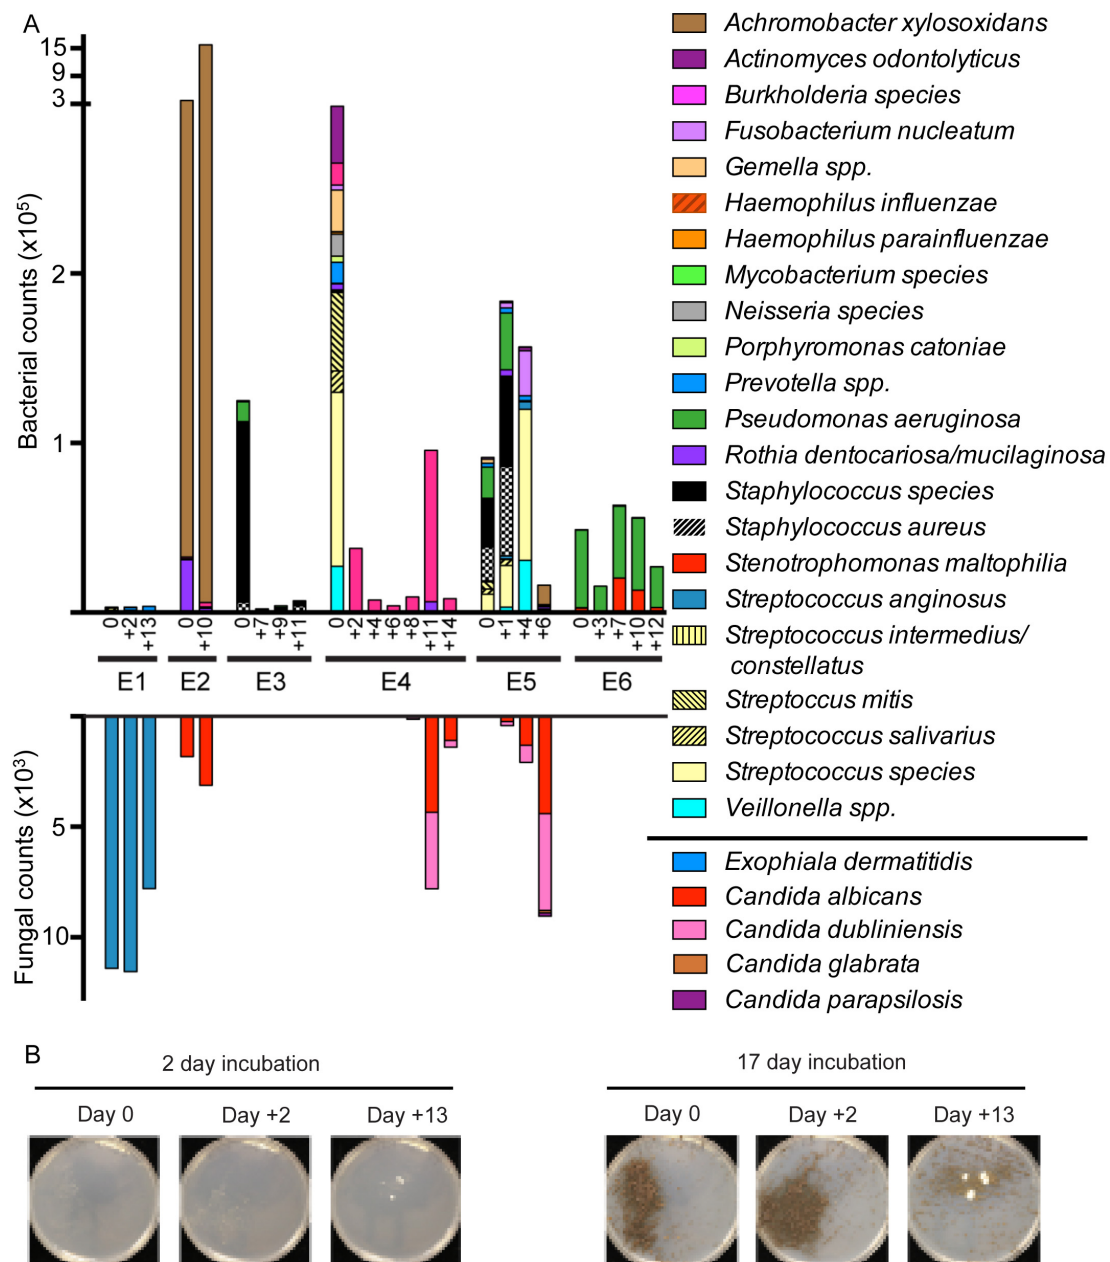 A
Bacterial counts (x10⁵)
15
9
3
2
1
0
+2
+13
0
+10
0
+7
+9
+11
0
+2
+4
+6
+8
+11
+14
0
+1
+4
+6
0
+3
+7
+10
+12
E1
E2
E3
E4
E5
E6
Fungal counts (x10³)
5
10
Achromobacter xylosoxidans
Actinomyces odontolyticus
Burkholderia species
Fusobacterium nucleatum
Gemella spp.
Haemophilus influenzae
Haemophilus parainfluenzae
Mycobacterium species
Neisseria species
Porphyromonas catoniae
Prevotella spp.
Pseudomonas aeruginosa
Rothia dentocariosa/mucilaginosa
Staphylococcus species
Staphylococcus aureus
Stenotrophomonas maltophilia
Streptococcus anginosus
Streptococcus intermedius/
constellatus
Streptoccus mitis
Streptococcus salivarius
Streptococcus species
Veillonella spp.
Exophiala dermatitidis
Candida albicans
Candida dubliniensis
Candida glabrata
Candida parapsilosis
B
2 day incubation
Day 0
Day +2
Day +13
17 day incubation
Day 0
Day +2
Day +13